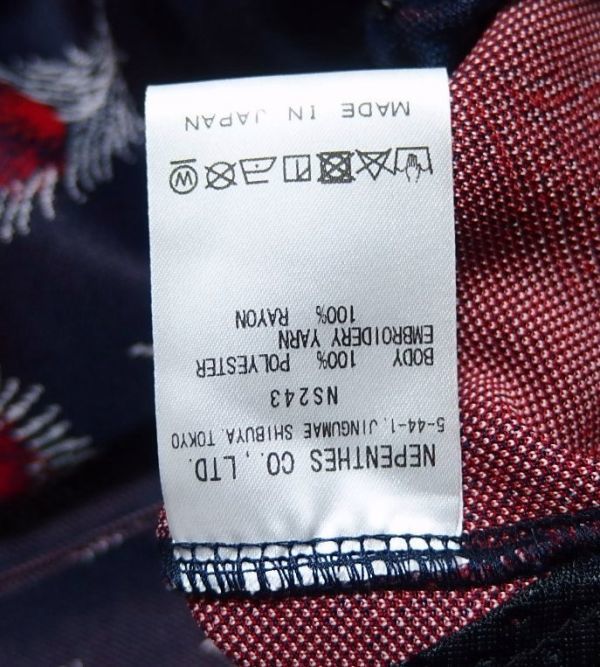 NEPENTHES CO., LTD.
5-44-1, JINGUMAE SHIBUYA, TOKYO
NS243
BODY 100% POLYESTER
EMBROIDERY YARN
100% RAYON
W
MADE IN JAPAN